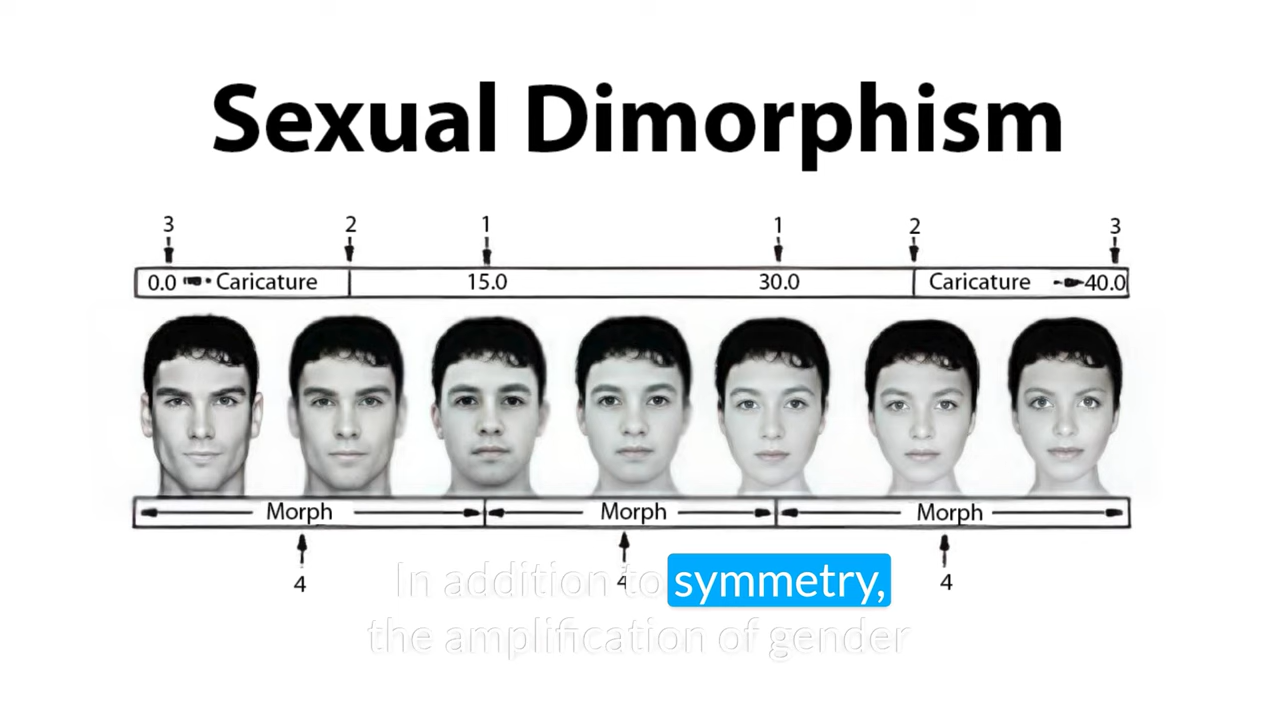 Sexual Dimorphism
3 2 1 1 2 3
0.0 Caricature 15.0 30.0 Caricature 40.0
Morph Morph Morph
4 4 4
In addition to symmetry,
the amplification of gender